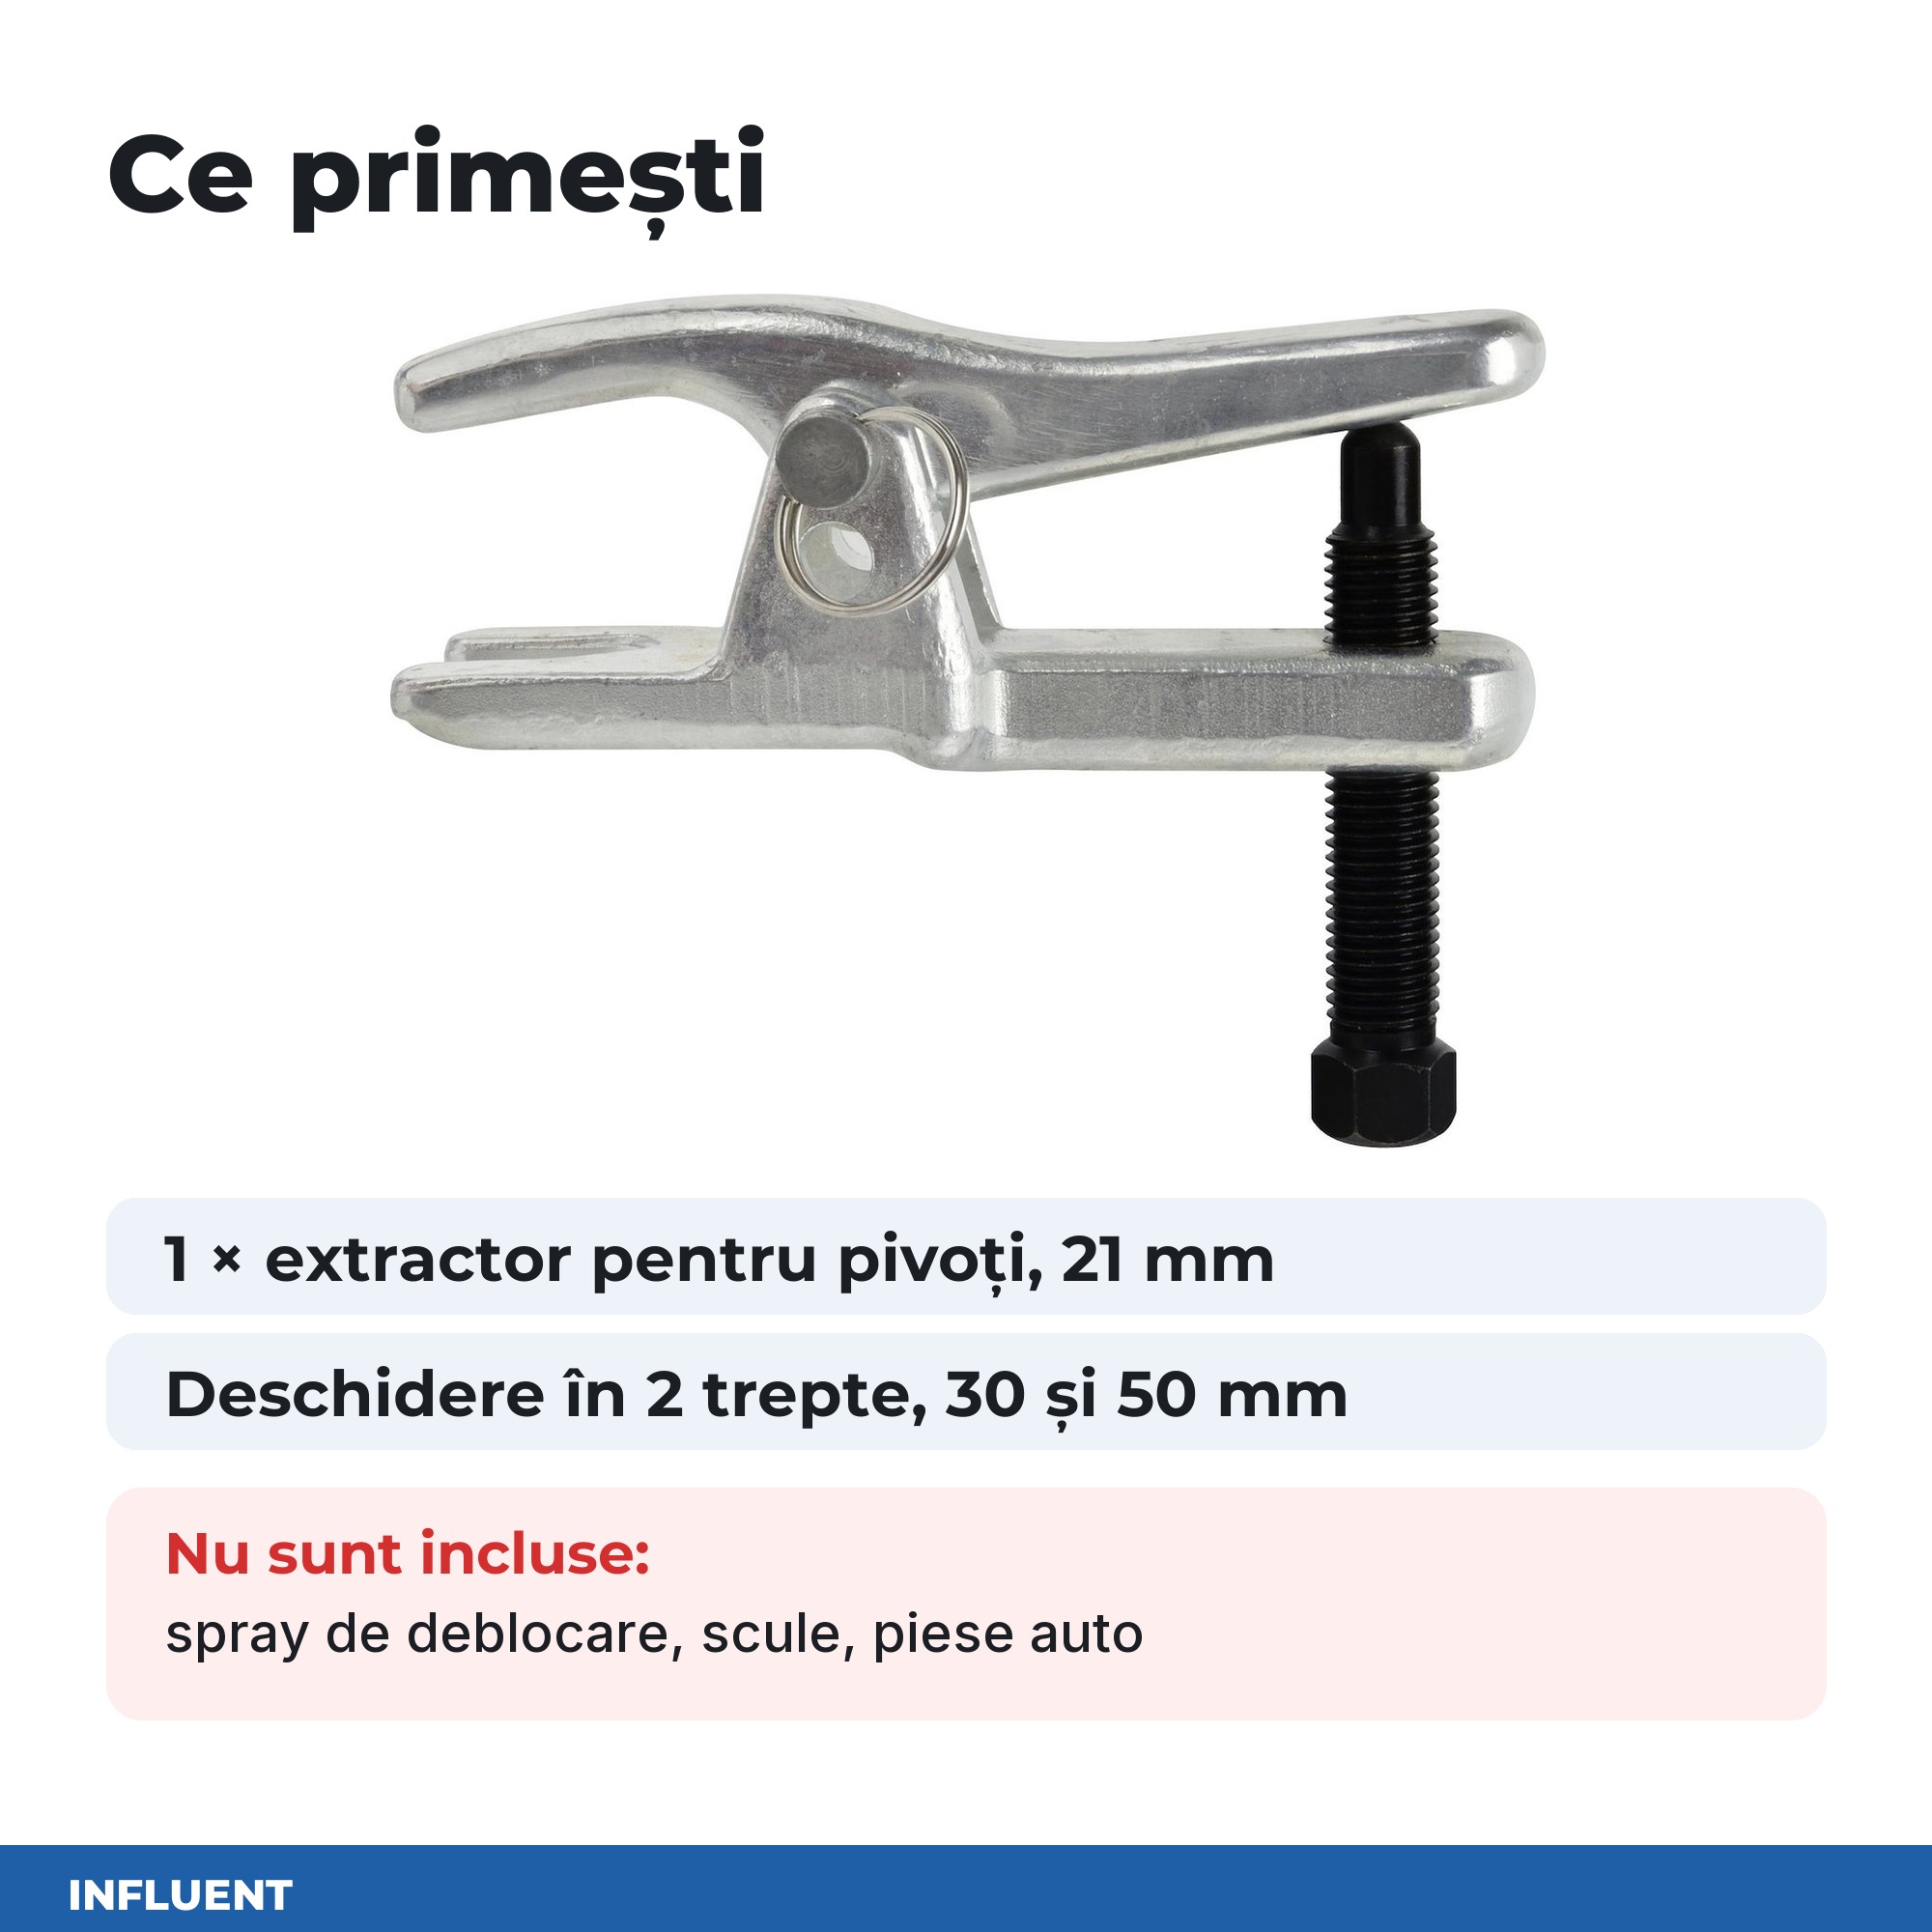 Ce primești
1 × extractor pentru pivoți, 21 mm
Deschidere în 2 trepte, 30 și 50 mm
Nu sunt incluse:
spray de deblocare, scule, piese auto
INFLUENT